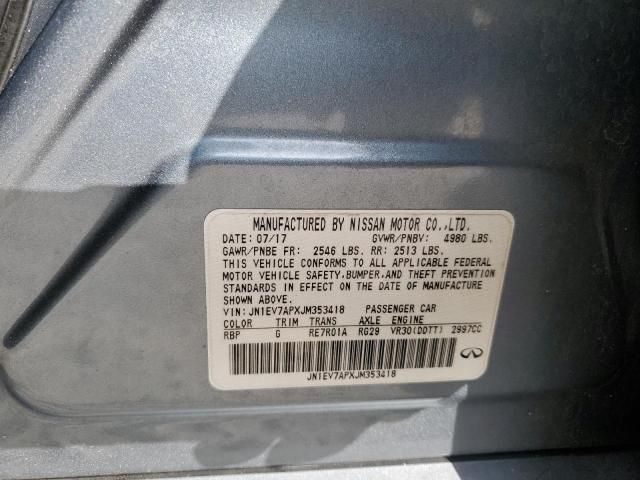 MANUFACTURED BY NISSAN MOTOR CO.,LTD.
DATE: 07/17 GVWR/PNBV: 4980 LBS.
GAWR/PNBE FR: 2546 LBS. RR: 2513 LBS.
THIS VEHICLE CONFORMS TO ALL APPLICABLE FEDERAL
MOTOR VEHICLE SAFETY,BUMPER,AND THEFT PREVENTION
STANDARDS IN EFFECT ON THE DATE OF MANUFACTURE
SHOWN ABOVE.
VIN: JN1EV7APXJM353418 PASSENGER CAR
COLOR TRIM TRANS AXLE ENGINE
RBP G RE7R01A RG29 VR30(DDTT) 2997CC
JN1EV7APXJM353418